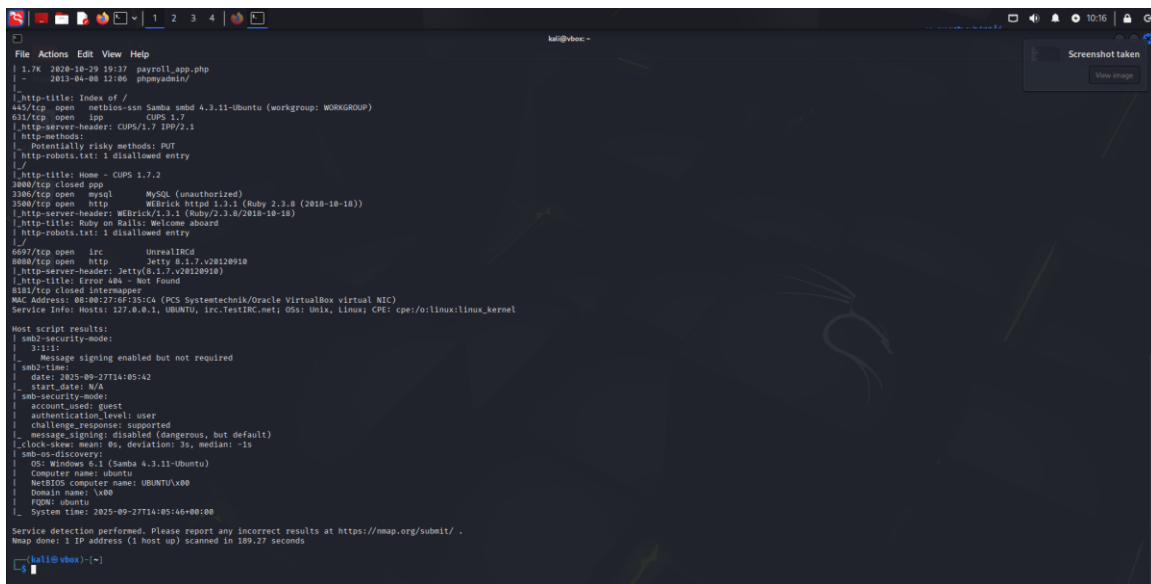 1 2 3 4
10:16
kali@vbox: ~
File Actions Edit View Help
Screenshot taken
View image
| 1.7K 2020-10-29 19:37 payroll_app.php
| - 2013-04-08 12:06 phpmyadmin/
|_
|_http-title: Index of /
445/tcp open netbios-ssn Samba smbd 4.3.11-Ubuntu (workgroup: WORKGROUP)
631/tcp open ipp CUPS 1.7
|_http-server-header: CUPS/1.7 IPP/2.1
| http-methods:
|_ Potentially risky methods: PUT
| http-robots.txt: 1 disallowed entry
|_/
|_http-title: Home - CUPS 1.7.2
3000/tcp closed ppp
3306/tcp open mysql MySQL (unauthorized)
3500/tcp open http WEBrick httpd 1.3.1 (Ruby 2.3.8 (2018-10-18))
|_http-server-header: WEBrick/1.3.1 (Ruby/2.3.8/2018-10-18)
|_http-title: Ruby on Rails: Welcome aboard
| http-robots.txt: 1 disallowed entry
|_/
6697/tcp open irc UnrealIRCd
8080/tcp open http Jetty 8.1.7.v20120910
|_http-server-header: Jetty(8.1.7.v20120910)
|_http-title: Error 404 - Not Found
8181/tcp closed intermapper
MAC Address: 08:00:27:6F:35:C4 (PCS Systemtechnik/Oracle VirtualBox virtual NIC)
Service Info: Hosts: 127.0.0.1, UBUNTU, irc.TestIRC.net; OSs: Unix, Linux; CPE: cpe:/o:linux:linux_kernel
Host script results:
| smb2-security-mode:
| 3:1:1:
|_ Message signing enabled but not required
| smb2-time:
| date: 2025-09-27T14:05:42
|_ start_date: N/A
| smb-security-mode:
| account_used: guest
| authentication_level: user
| challenge_response: supported
|_ message_signing: disabled (dangerous, but default)
|_clock-skew: mean: 0s, deviation: 3s, median: -1s
| smb-os-discovery:
| OS: Windows 6.1 (Samba 4.3.11-Ubuntu)
| Computer name: ubuntu
| NetBIOS computer name: UBUNTU\x00
| Domain name: \x00
| FQDN: ubuntu
|_ System time: 2025-09-27T14:05:46+00:00
Service detection performed. Please report any incorrect results at https://nmap.org/submit/ .
Nmap done: 1 IP address (1 host up) scanned in 189.27 seconds
(kali㉿vbox)-[~]
$